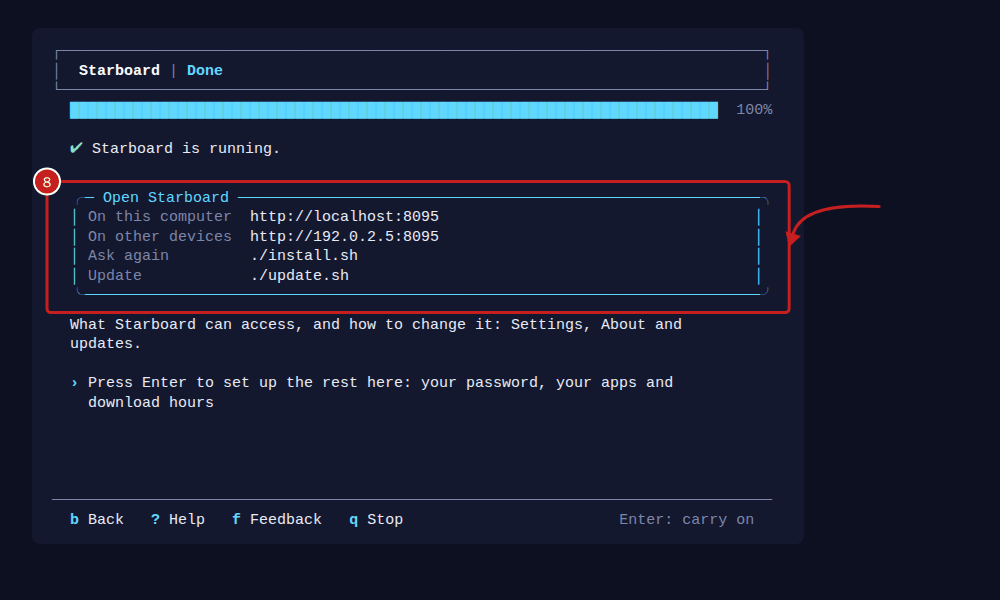 Starboard | Done
100%
✔ Starboard is running.
8
Open Starboard
On this computer http://localhost:8095
On other devices http://192.0.2.5:8095
Ask again ./install.sh
Update ./update.sh
What Starboard can access, and how to change it: Settings, About and
updates.
› Press Enter to set up the rest here: your password, your apps and
download hours
b Back ? Help f Feedback q Stop Enter: carry on